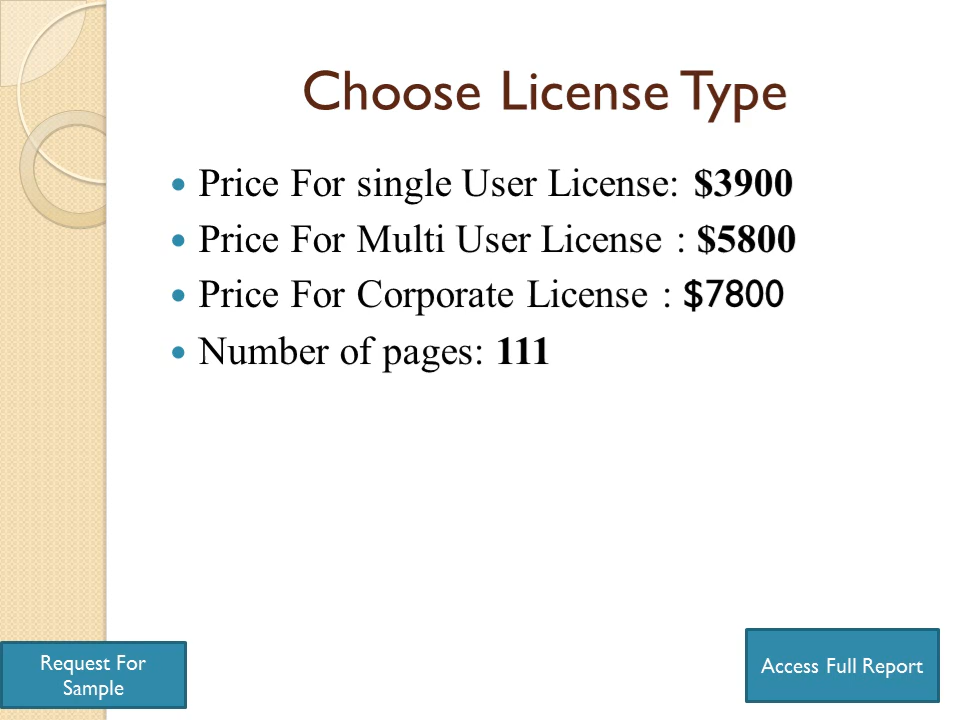 Choose License Type
Price For single User License: $3900
Price For Multi User License : $5800
Price For Corporate License : $7800
Number of pages: 111
Request For
Sample
Access Full Report